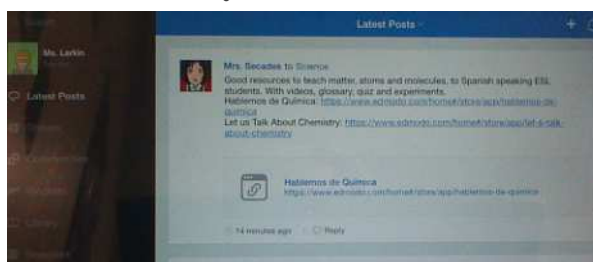 Latest Posts
Ms. Larkin
Latest Posts
Mrs. Secades to Science
Good resources to teach matter, atoms and molecules, to Spanish speaking ESL
students. With videos, glossary, quiz and experiments.
Hablemos de Química: https://www.edmodo.com/home#/store/app/hablemos-de-
quimica
Let us Talk About Chemistry: https://www.edmodo.com/home#/store/app/let-s-talk-
about-chemistry
Hablemos de Quimica
https://www.edmodo.com/home#/store/app/hablemos-de-quimica
14 minutes ago
Reply
Library